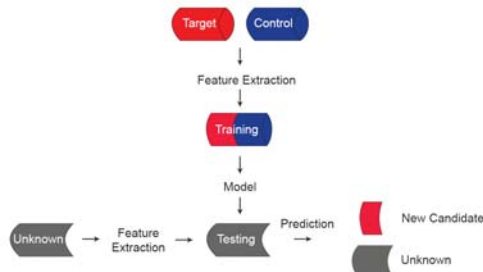 Target
Control
Feature Extraction
Training
Model
Unknown
Feature
Extraction
Testing
Prediction
New Candidate
Unknown